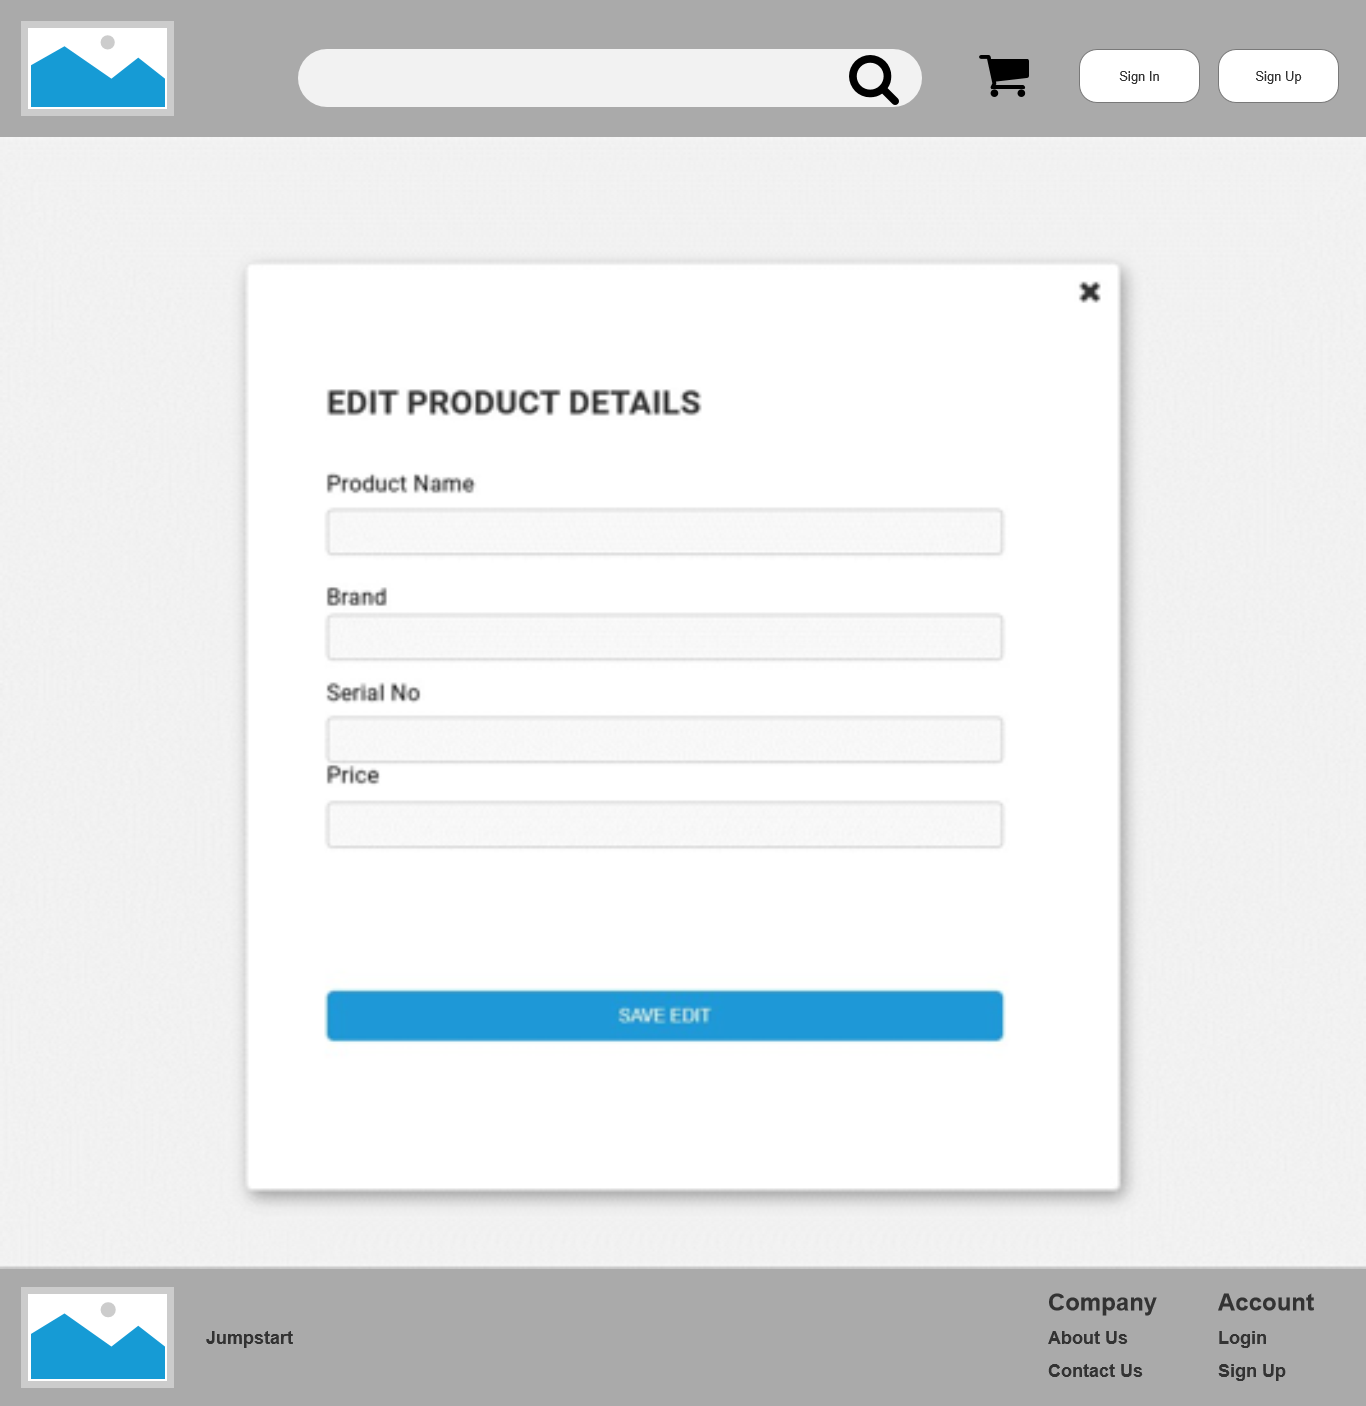 Sign In
Sign Up
EDIT PRODUCT DETAILS
Product Name
Brand
Serial No
Price
SAVE EDIT
Jumpstart
Company
About Us
Contact Us
Account
Login
Sign Up